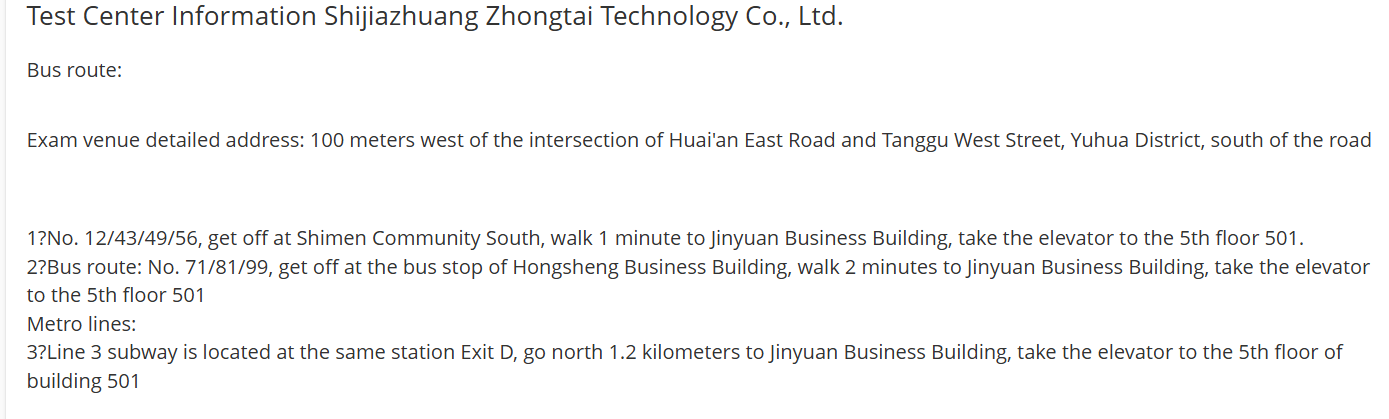 Test Center Information Shijiazhuang Zhongtai Technology Co., Ltd.
Bus route:
Exam venue detailed address: 100 meters west of the intersection of Huai'an East Road and Tanggu West Street, Yuhua District, south of the road
1?No. 12/43/49/56, get off at Shimen Community South, walk 1 minute to Jinyuan Business Building, take the elevator to the 5th floor 501.
2?Bus route: No. 71/81/99, get off at the bus stop of Hongsheng Business Building, walk 2 minutes to Jinyuan Business Building, take the elevator
to the 5th floor 501
Metro lines:
3?Line 3 subway is located at the same station Exit D, go north 1.2 kilometers to Jinyuan Business Building, take the elevator to the 5th floor of
building 501